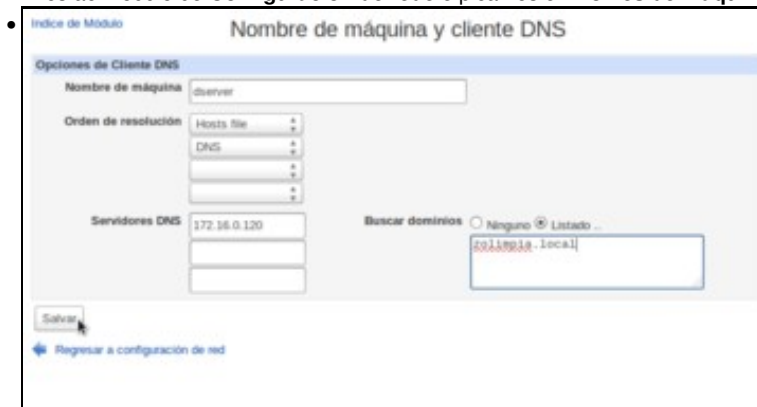 Indice de Módulo
Nombre de máquina y cliente DNS
Opciones de Cliente DNS
Nombre de máquina dserver
Orden de resolución Hosts file
DNS
Servidores DNS 172.16.0.120 Buscar dominios Ninguno Listado ..
zolimpia.local
Salvar
Regresar a configuración de red